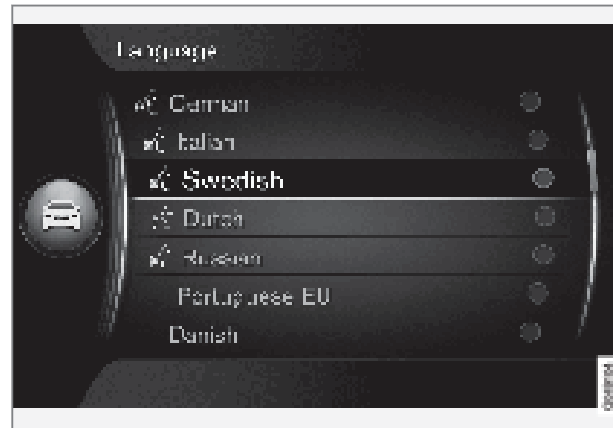 Language
German
Italian
Swedish
Dutch
Russian
Portuguese EU
Danish